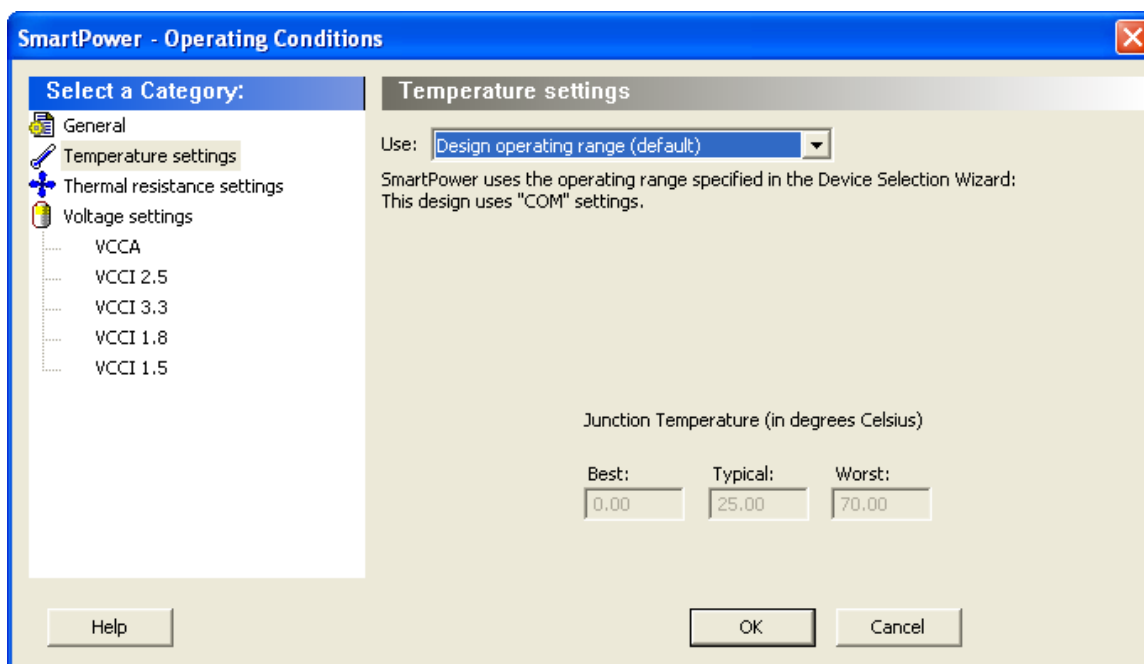 SmartPower - Operating Conditions
Select a Category:
General
Temperature settings
Thermal resistance settings
Voltage settings
VCCA
VCCI 2.5
VCCI 3.3
VCCI 1.8
VCCI 1.5
Temperature settings
Use: Design operating range (default)
SmartPower uses the operating range specified in the Device Selection Wizard:
This design uses "COM" settings.
Junction Temperature (in degrees Celsius)
Best: Typical: Worst:
0.00 25.00 70.00
Help OK Cancel